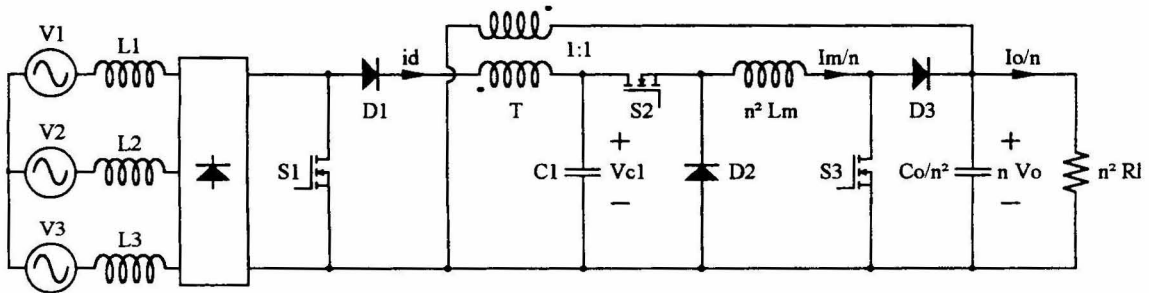 V1
L1
1:1
id
Im/n
Io/n
D1
T
S2
n² Lm
D3
V2
L2
S1
C1
+
Vc1
−
D2
S3
Co/n²
+
n Vo
−
n² Rl
V3
L3